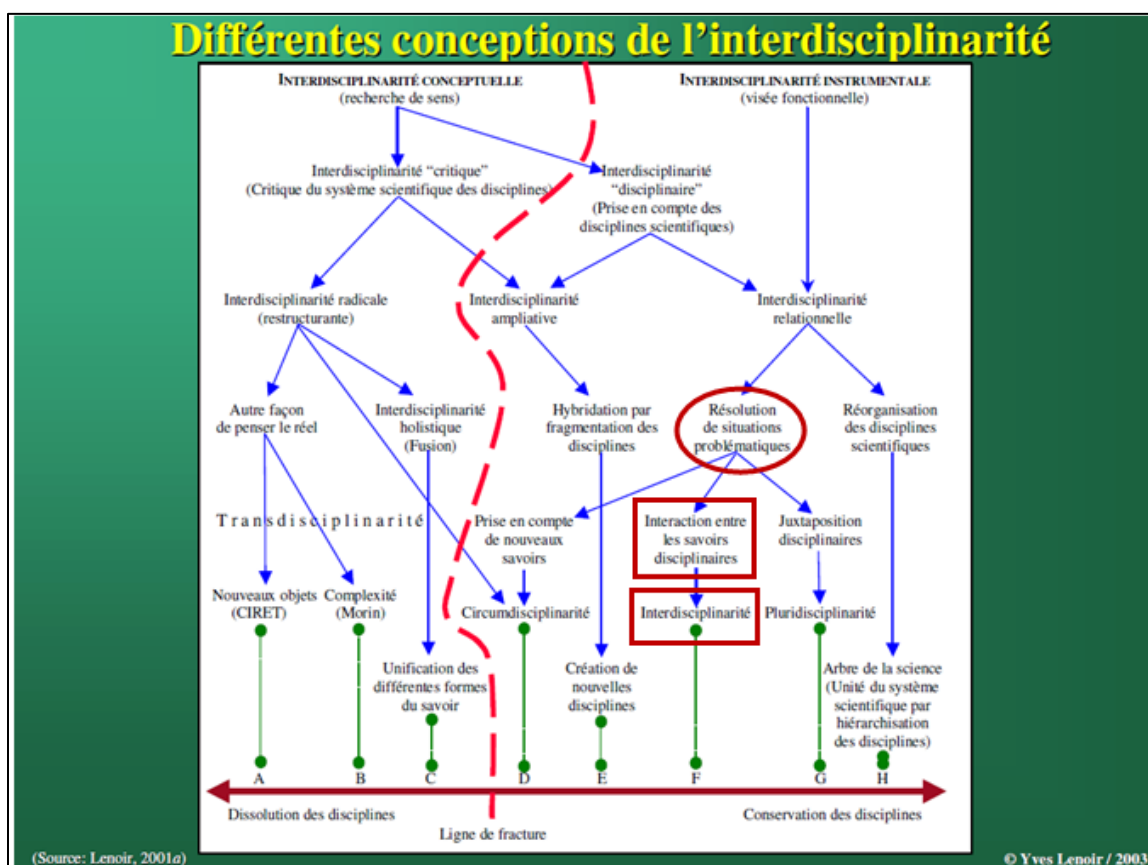 Différentes conceptions de l'interdisciplinarité
INTERDISCIPLINARITÉ CONCEPTUELLE
(recherche de sens)
INTERDISCIPLINARITÉ INSTRUMENTALE
(visée fonctionnelle)
Interdisciplinarité “critique”
(Critique du système scientifique des disciplines)
Interdisciplinarité
“disciplinaire”
(Prise en compte des
disciplines scientifiques)
Interdisciplinarité radicale
(restructurante)
Interdisciplinarité
ampliative
Interdisciplinarité
relationnelle
Autre façon
de penser le réel
Interdisciplinarité
holistique
(Fusion)
Hybridation par
fragmentation des
disciplines
Résolution
de situations
problématiques
Réorganisation
des disciplines
scientifiques
Transdisciplinarité
Prise en compte
de nouveaux
savoirs
Interaction entre
les savoirs
disciplinaires
Juxtaposition
disciplinaires
Nouveaux objets
(CIRET)
Complexité
(Morin)
Circumdisciplinarité
Interdisciplinarité
Pluridisciplinarité
Unification des
différentes formes
du savoir
Création de
nouvelles
disciplines
Arbre de la science
(Unité du système
scientifique par
hiérarchisation
des disciplines)
A B C D E F G H
Dissolution des disciplines
Conservation des disciplines
Ligne de fracture
(Source: Lenoir, 2001a)
© Yves Lenoir /